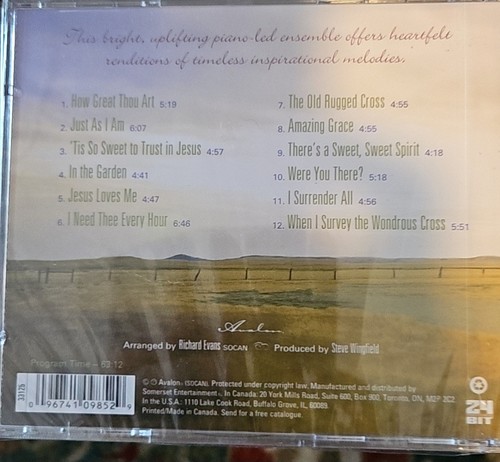 This bright, uplifting piano-led ensemble offers heartfelt
renditions of timeless inspirational melodies.
1. How Great Thou Art 5:19
2. Just As I Am 6:07
3. 'Tis So Sweet to Trust in Jesus 4:57
4. In the Garden 4:41
5. Jesus Loves Me 4:47
6. I Need Thee Every Hour 6:46
7. The Old Rugged Cross 4:55
8. Amazing Grace 4:55
9. There's a Sweet, Sweet Spirit 4:18
10. Were You There? 5:18
11. I Surrender All 4:56
12. When I Survey the Wondrous Cross 5:51
Avalon
Arranged by Richard Evans SOCAN Produced by Steve Wingfield
Program Time – 63:12
33125
0 96741 09852 9
© ℗ Avalon (SOCAN). Protected under copyright law. Manufactured and distributed by
Somerset Entertainment. In Canada: 20 York Mills Road, Suite 600, Box 900, Toronto, ON, M2P 2C2.
In the U.S.A.: 1110 Lake Cook Road, Buffalo Grove, IL, 60089.
Printed/Made in Canada. Send for a free catalogue.
24
BIT